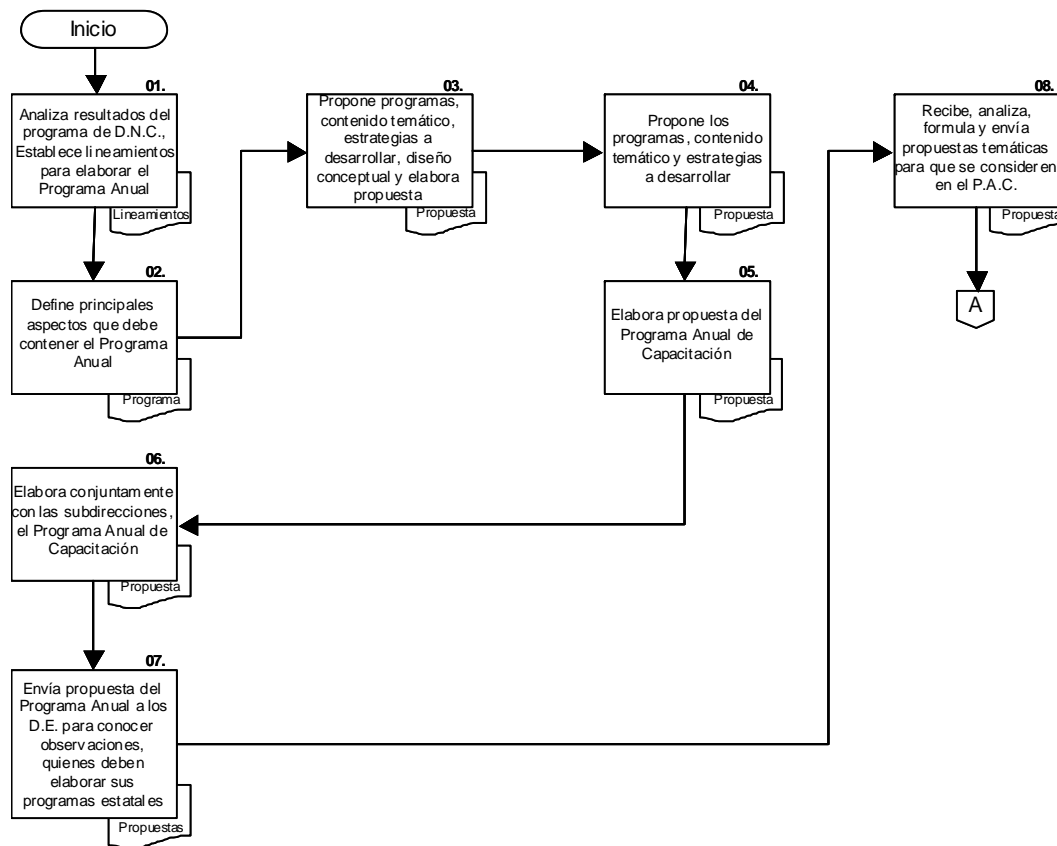 Inicio
01.
Analiza resultados del
programa de D.N.C.,
Establece lineamientos
para elaborar el
Programa Anual
Lineamientos
02.
Define principales
aspectos que debe
contener el Programa
Anual
Programa
03.
Propone programas,
contenido temático,
estrategias a
desarrollar, diseño
conceptual y elabora
propuesta
Propuesta
04.
Propone los
programas, contenido
temático y estrategias
a desarrollar
Propuesta
05.
Elabora propuesta del
Programa Anual de
Capacitación
Propuesta
06.
Elabora conjuntamente
con las subdirecciones,
el Programa Anual de
Capacitación
Propuesta
07.
Envía propuesta del
Programa Anual a los
D.E. para conocer
observaciones,
quienes deben
elaborar sus
programas estatales
Propuestas
08.
Recibe, analiza,
formula y envía
propuestas temáticas
para que se consideren
en el P.A.C.
Propuesta
A